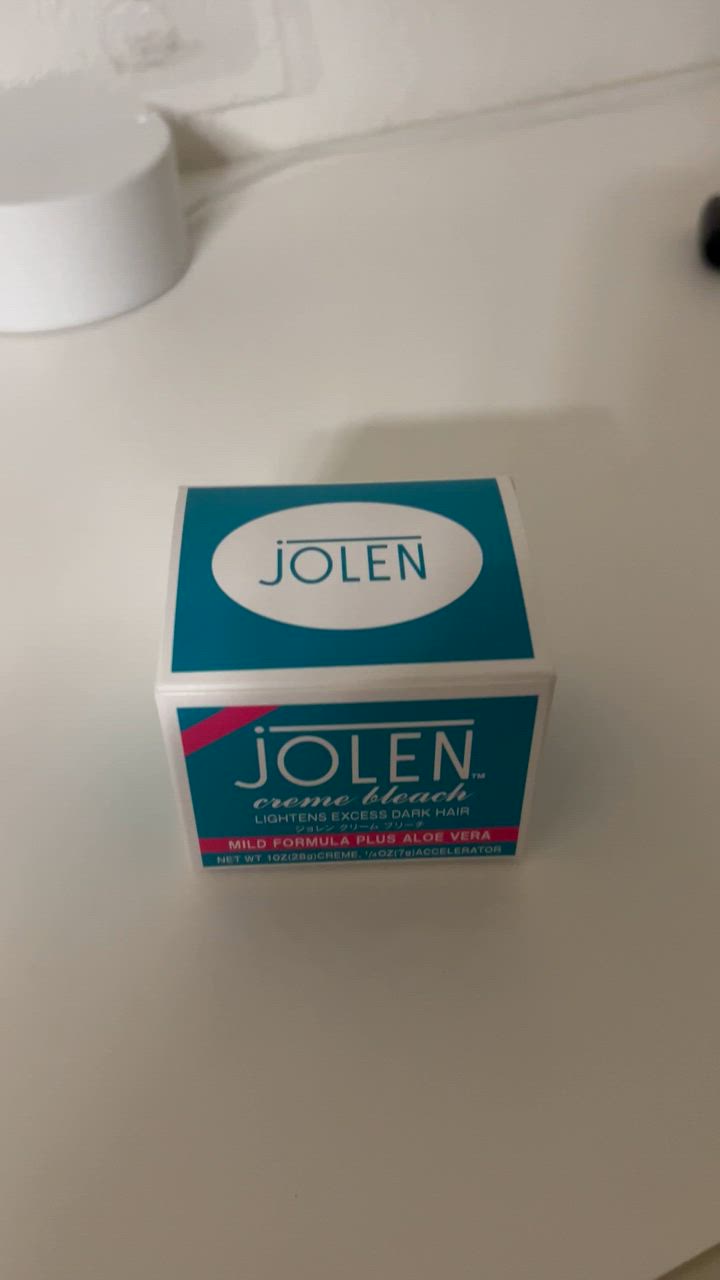 JOLEN
JOLEN™
creme bleach
LIGHTENS EXCESS DARK HAIR
ジョレン クリーム ブリーチ
MILD FORMULA PLUS ALOE VERA
NET WT 1OZ(28g)CREME, 1/4OZ(7g)ACCELERATOR